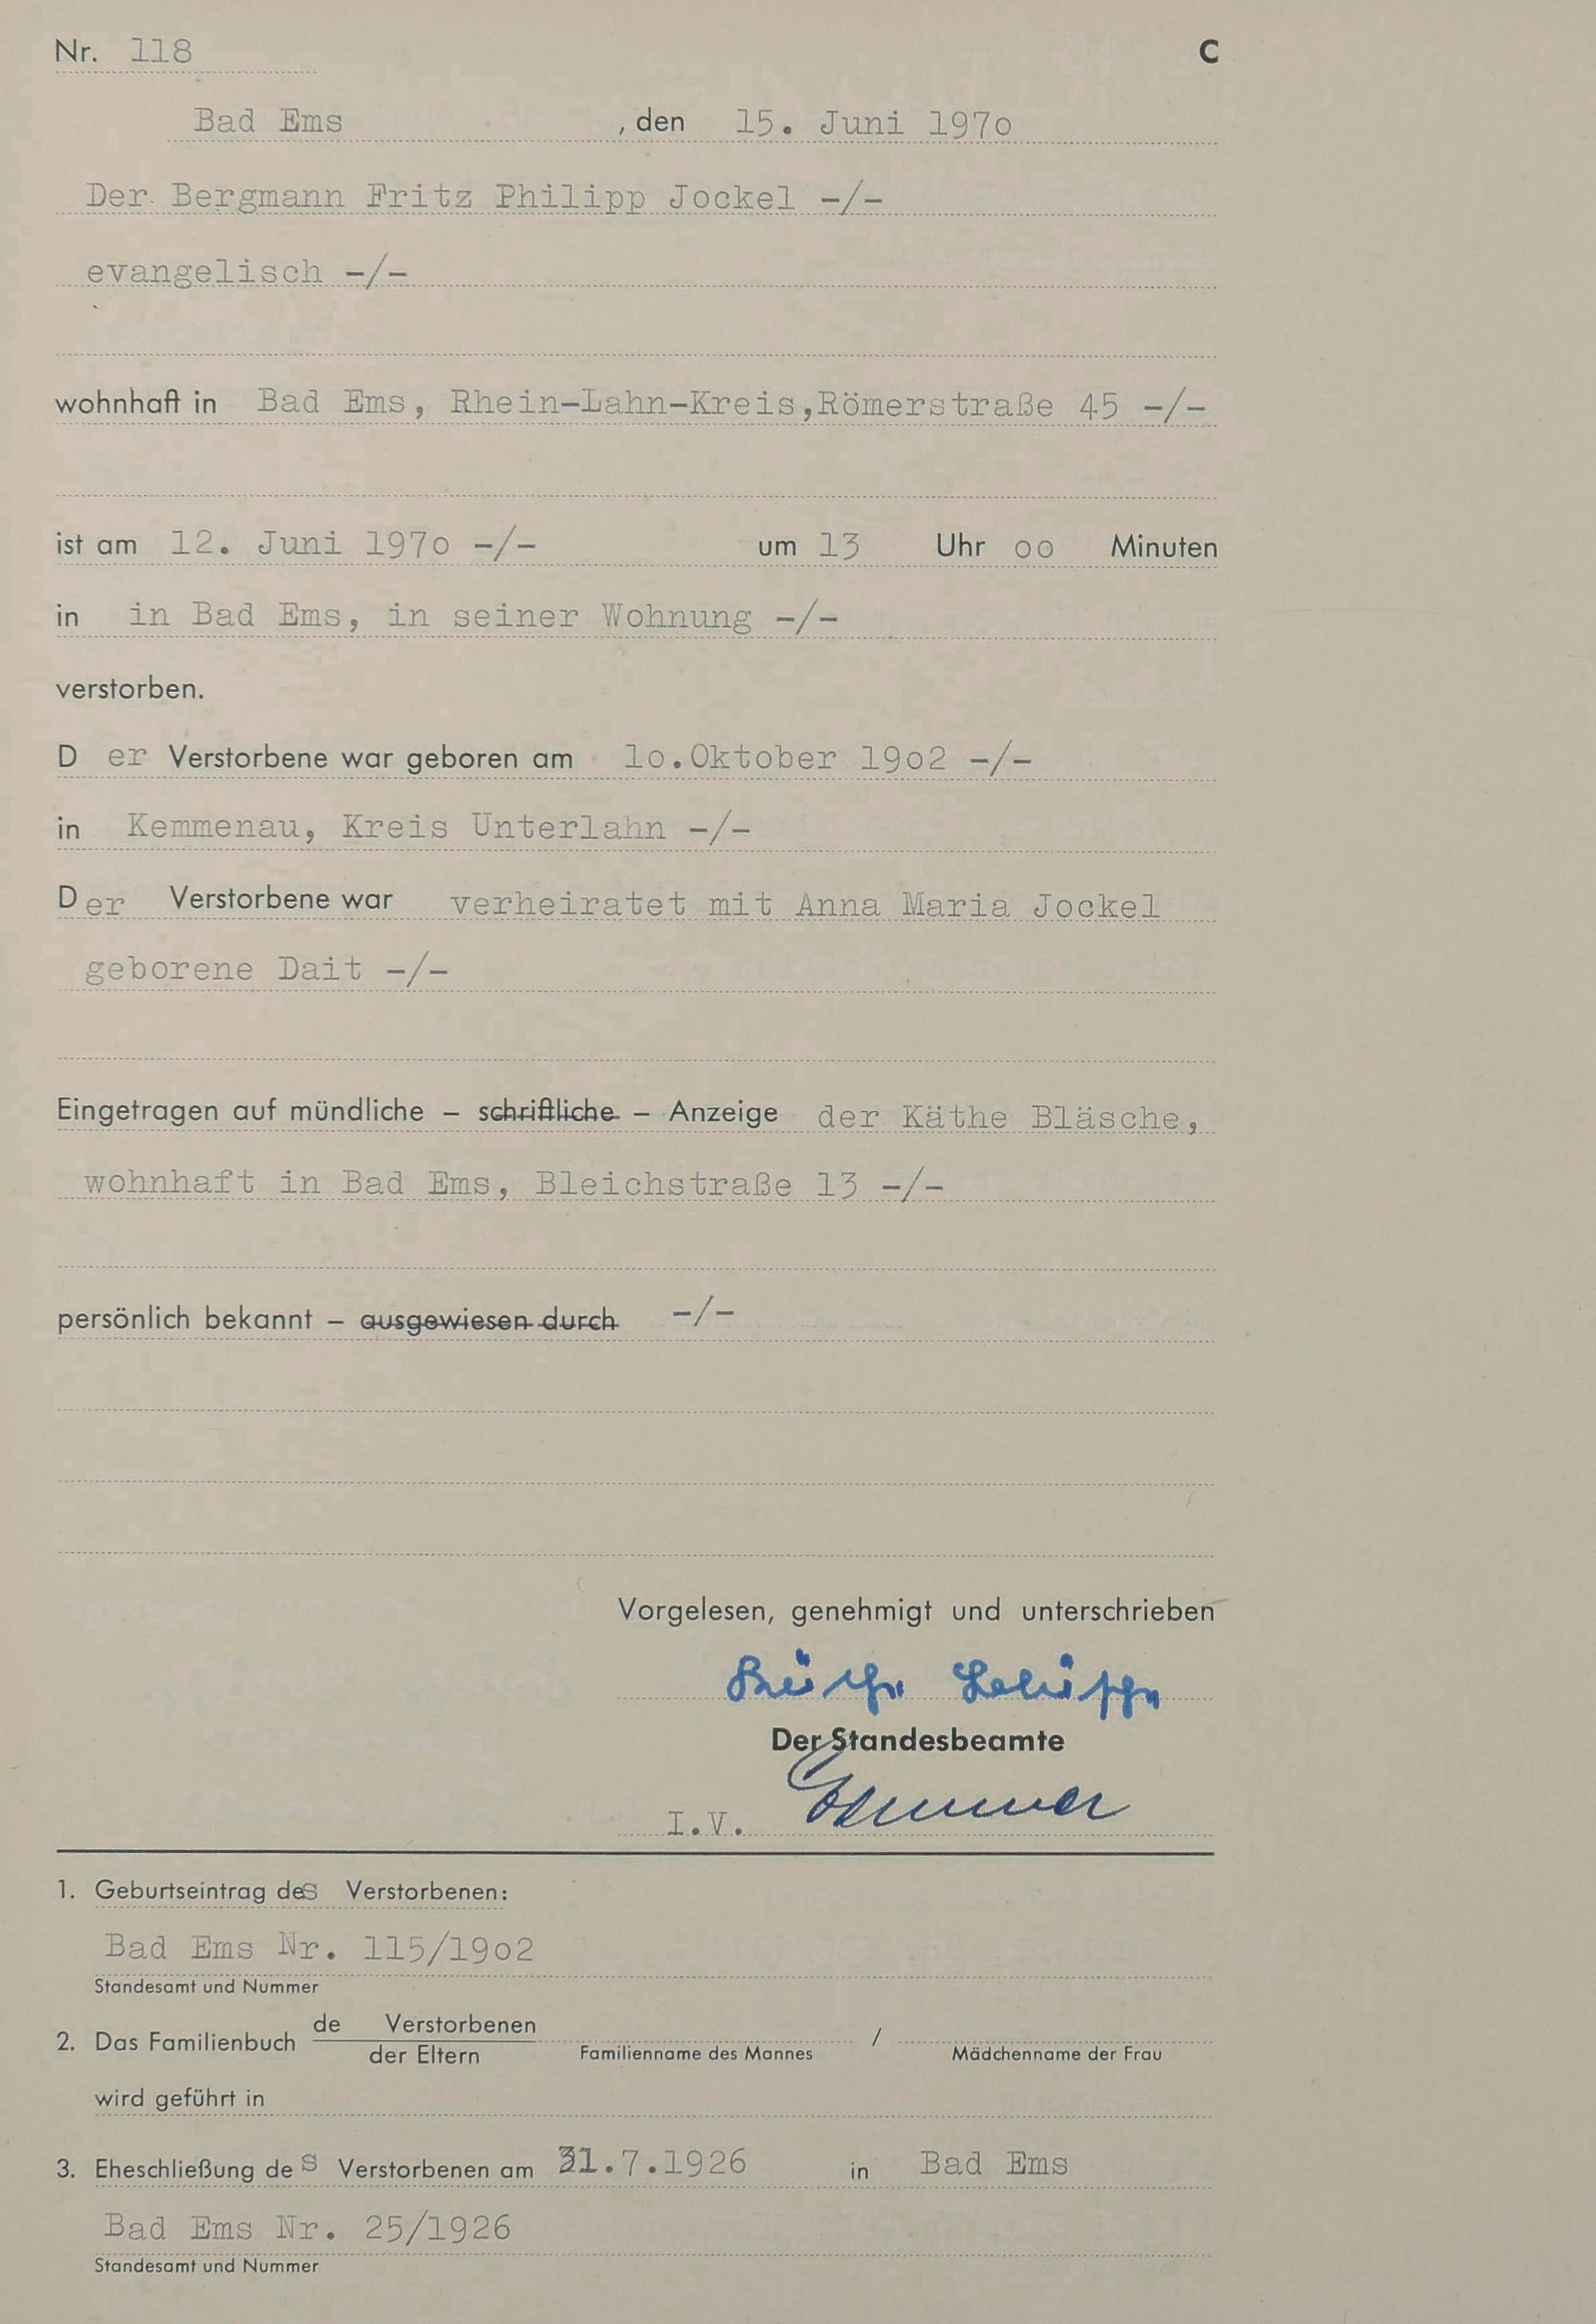 Nr. 118 C
Bad Ems , den 15. Juni 197o
Der Bergmann Fritz Philipp Jockel -/-
evangelisch -/-
wohnhaft in Bad Ems, Rhein-Lahn-Kreis,Römerstraße 45 -/-
ist am 12. Juni 197o -/- um 13 Uhr oo Minuten
in in Bad Ems, in seiner Wohnung -/-
verstorben.
D er Verstorbene war geboren am 1o.Oktober 19o2 -/-
in Kemmenau, Kreis Unterlahn -/-
Der Verstorbene war verheiratet mit Anna Maria Jockel
geborene Dait -/-
Eingetragen auf mündliche – schriftliche – Anzeige der Käthe Bläsche,
wohnhaft in Bad Ems, Bleichstraße 13 -/-
persönlich bekannt – ausgewiesen durch -/-
Vorgelesen, genehmigt und unterschrieben
Käthe Bläsche
Der Standesbeamte
I.V.
1. Geburtseintrag des Verstorbenen:
Bad Ems Nr. 115/19o2
Standesamt und Nummer
2. Das Familienbuch de Verstorbenen / 
der Eltern Familienname des Mannes Mädchenname der Frau
wird geführt in
3. Eheschließung des Verstorbenen am 31.7.1926 in Bad Ems
Bad Ems Nr. 25/1926
Standesamt und Nummer